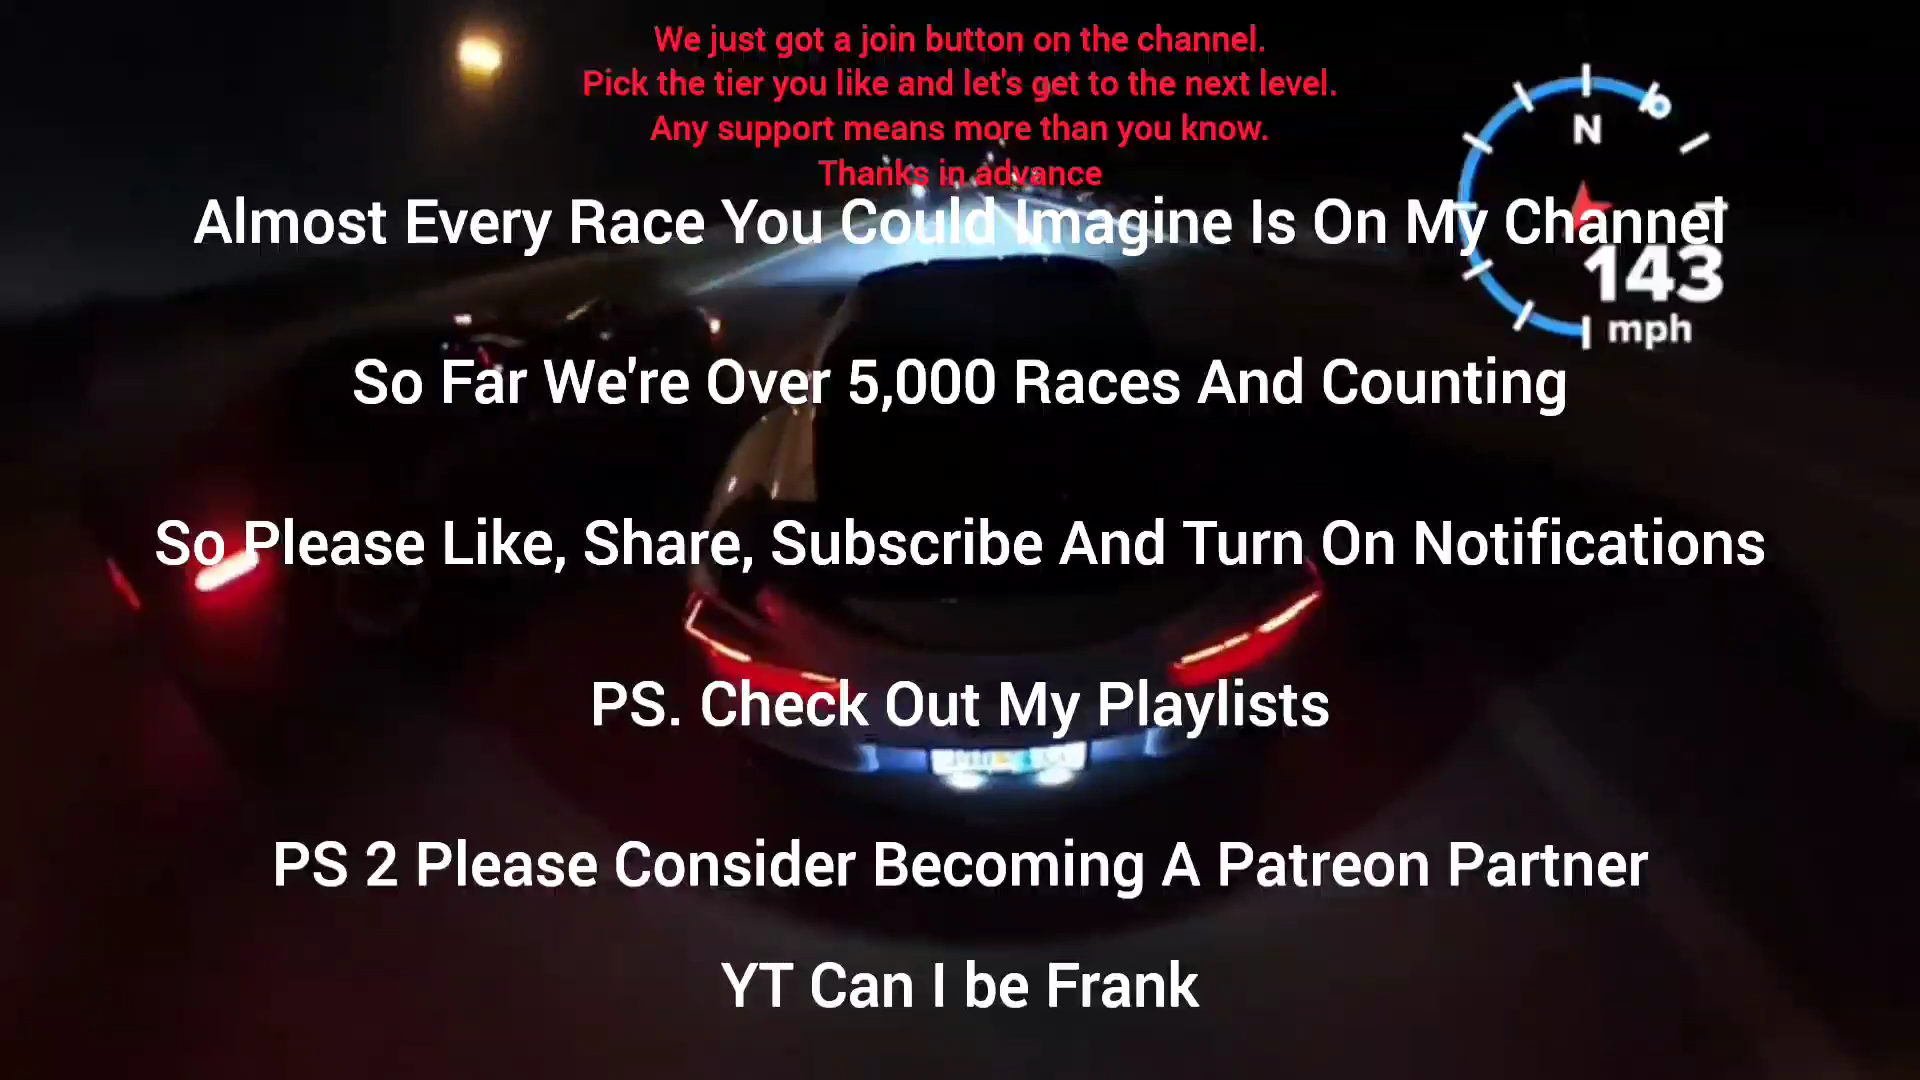 We just got a join button on the channel.
Pick the tier you like and let's get to the next level.
Any support means more than you know.
Thanks in advance
Almost Every Race You Could Imagine Is On My Channel
N
6
143
mph
So Far We're Over 5,000 Races And Counting
So Please Like, Share, Subscribe And Turn On Notifications
PS. Check Out My Playlists
PS 2 Please Consider Becoming A Patreon Partner
YT Can I be Frank